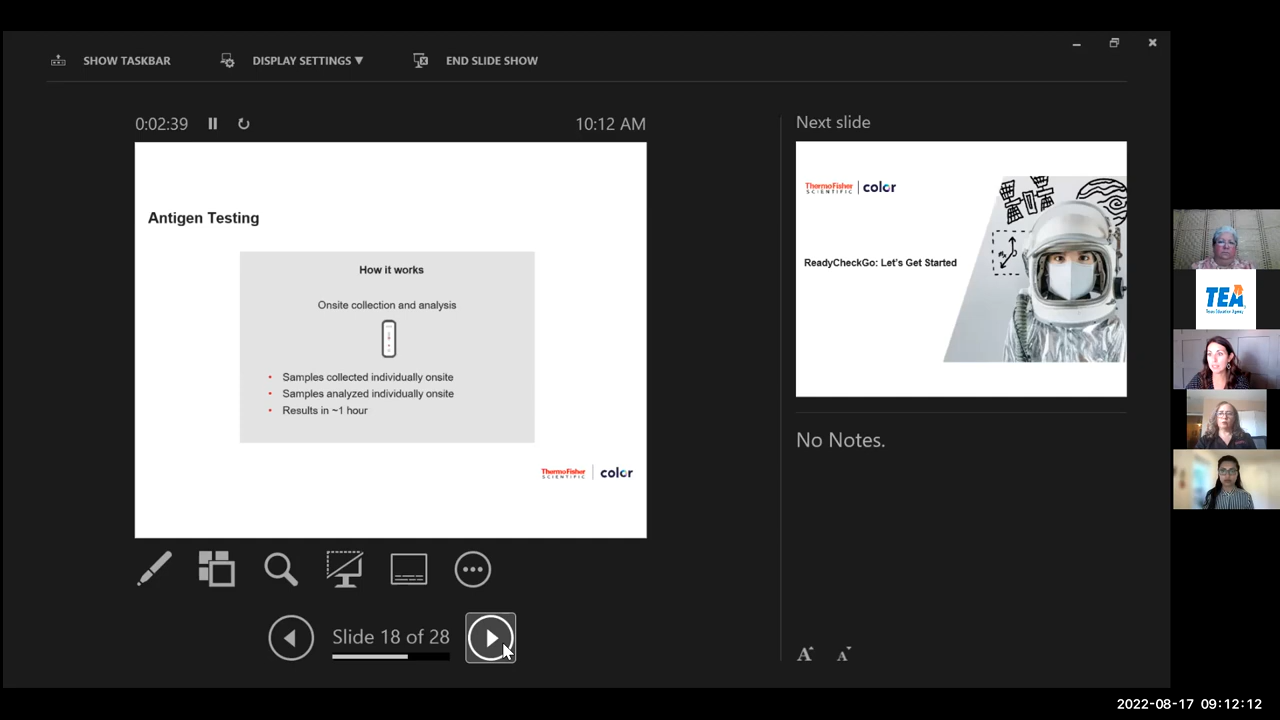 SHOW TASKBAR
DISPLAY SETTINGS ▼
END SLIDE SHOW
0:02:39
10:12 AM
Antigen Testing
How it works
Onsite collection and analysis
• Samples collected individually onsite
• Samples analyzed individually onsite
• Results in ~1 hour
ThermoFisher
SCIENTIFIC
color
Slide 18 of 28
Next slide
ThermoFisher
SCIENTIFIC
color
ReadyCheckGo: Let's Get Started
No Notes.
A
A
TEA
Texas Education Agency
2022-08-17 09:12:12